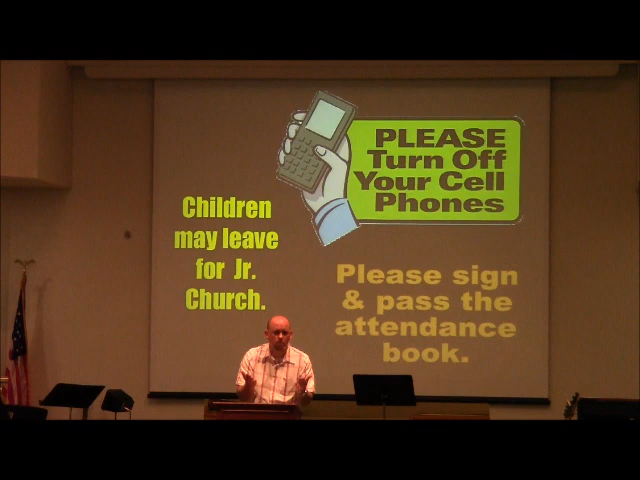 PLEASE
Turn Off
Your Cell
Phones
Children
may leave
for Jr.
Church.
Please sign
& pass the
attendance
book.